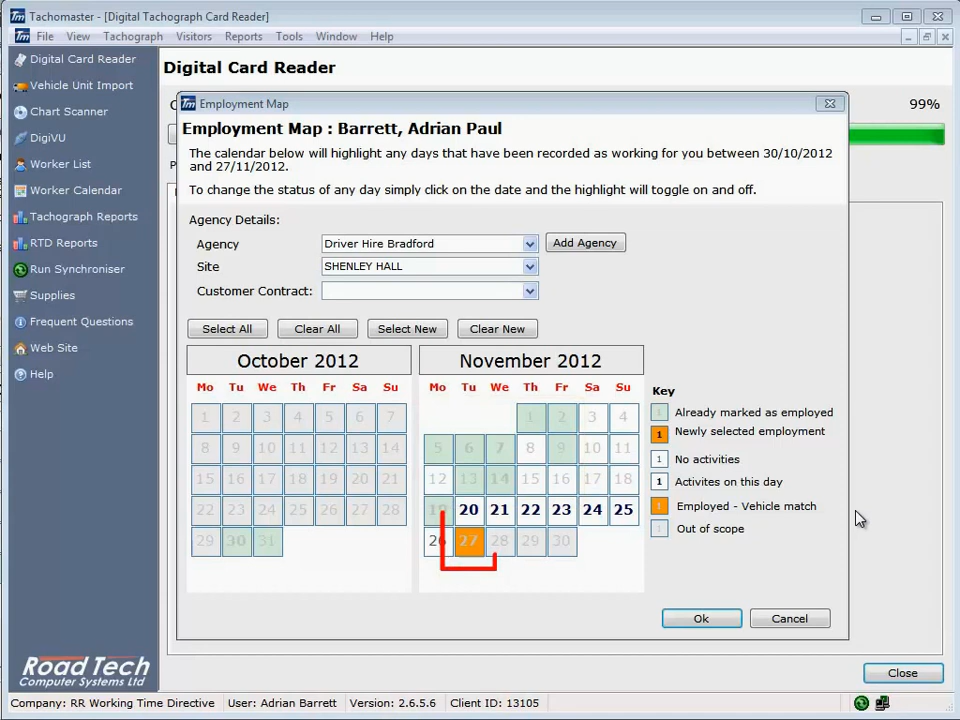 Tachomaster - [Digital Tachograph Card Reader]
File View Tachograph Visitors Reports Tools Window Help
Digital Card Reader
Vehicle Unit Import
Chart Scanner
DigiVU
Worker List
Worker Calendar
Tachograph Reports
RTD Reports
Run Synchroniser
Supplies
Frequent Questions
Web Site
Help
Road Tech
Computer Systems Ltd
Digital Card Reader
99%
Employment Map
Employment Map : Barrett, Adrian Paul
The calendar below will highlight any days that have been recorded as working for you between 30/10/2012
and 27/11/2012.
To change the status of any day simply click on the date and the highlight will toggle on and off.
Agency Details:
Agency Driver Hire Bradford Add Agency
Site SHENLEY HALL
Customer Contract:
Select All Clear All Select New Clear New
October 2012
Mo Tu We Th Fr Sa Su
1 2 3 4 5 6 7
8 9 10 11 12 13 14
15 16 17 18 19 20 21
22 23 24 25 26 27 28
29 30 31
November 2012
Mo Tu We Th Fr Sa Su
1 2 3 4
5 6 7 8 9 10 11
12 13 14 15 16 17 18
19 20 21 22 23 24 25
26 27 28 29 30
Key
1 Already marked as employed
1 Newly selected employment
1 No activities
1 Activites on this day
1 Employed - Vehicle match
1 Out of scope
Ok Cancel
Close
Company: RR Working Time Directive User: Adrian Barrett Version: 2.6.5.6 Client ID: 13105